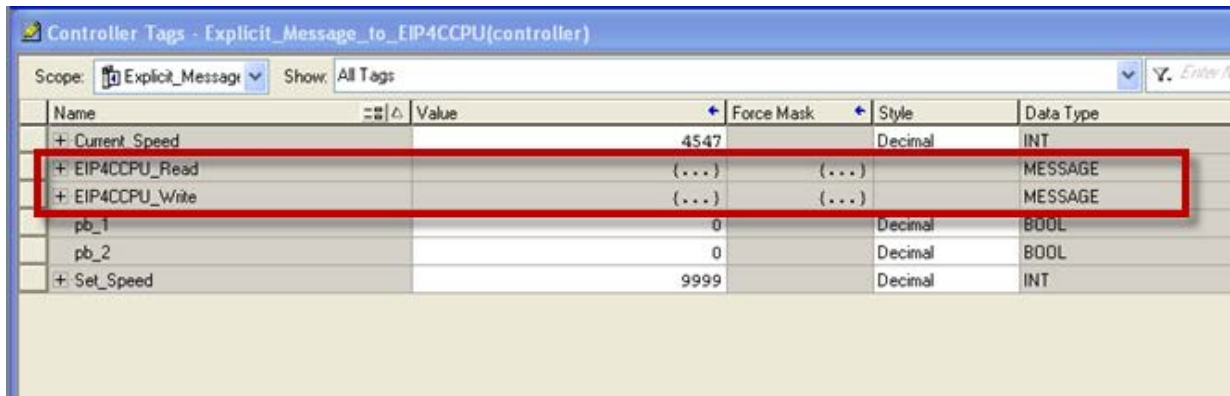 Controller Tags - Explicit_Message_to_EIP4CCPU(controller)
Scope: Explicit_Message Show: All Tags Enter N
Name Value Force Mask Style Data Type
+ Current_Speed 4547 Decimal INT
+ EIP4CCPU_Read {...} {...} MESSAGE
+ EIP4CCPU_Write {...} {...} MESSAGE
pb_1 0 Decimal BOOL
pb_2 0 Decimal BOOL
+ Set_Speed 9999 Decimal INT